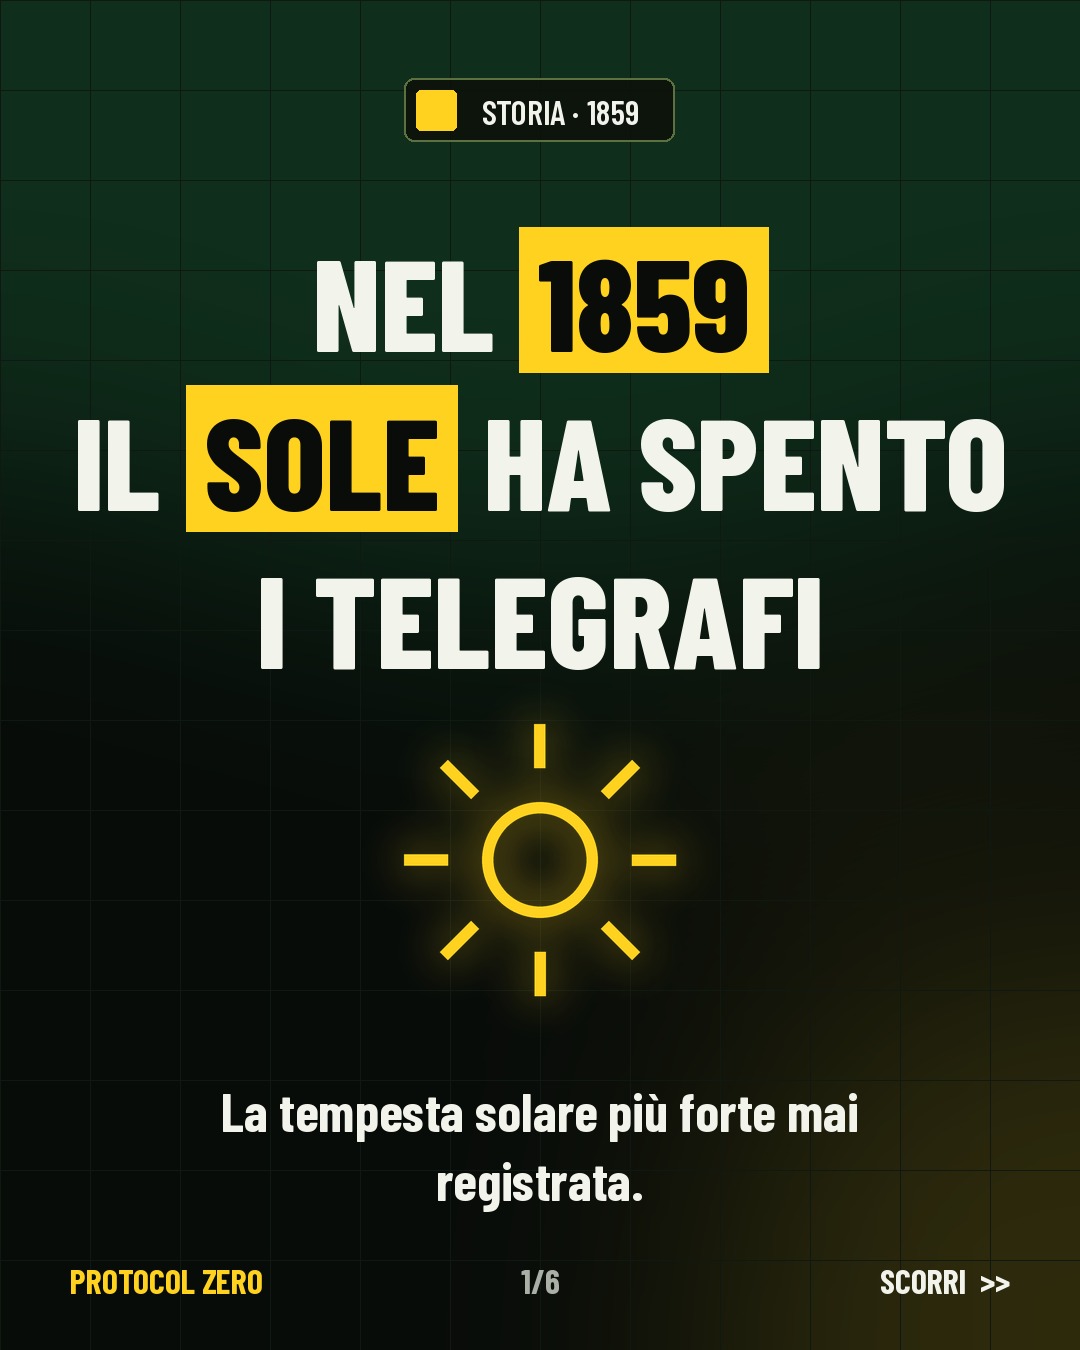 STORIA · 1859
NEL 1859
IL SOLE HA SPENTO
I TELEGRAFI
La tempesta solare più forte mai
registrata.
PROTOCOL ZERO
1/6
SCORRI >>